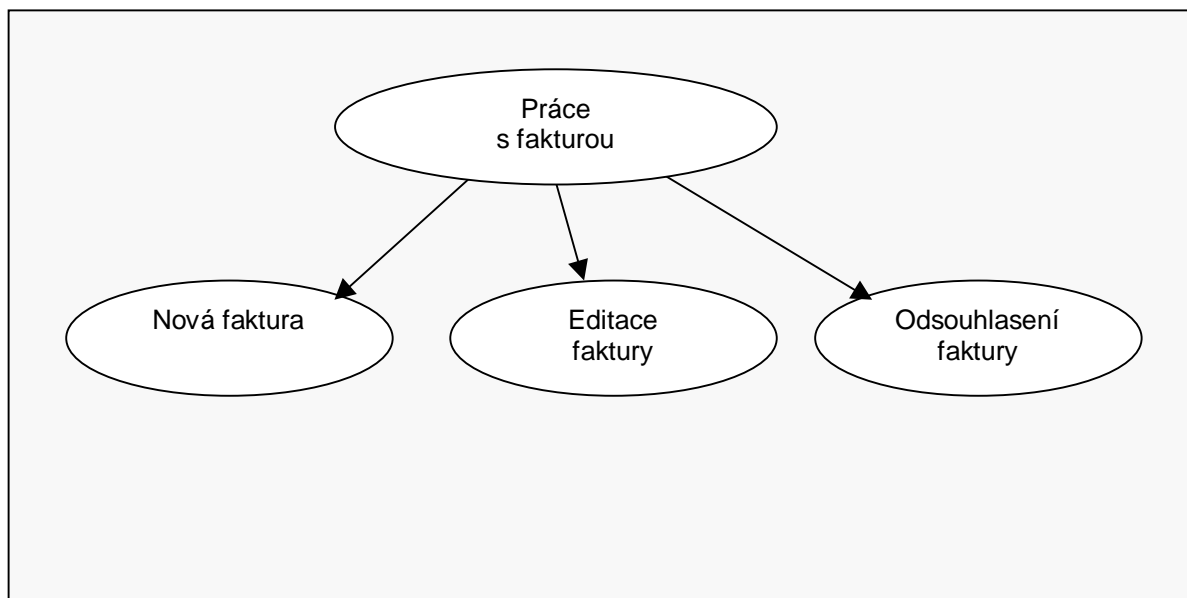 Práce
s fakturou
Nová faktura
Editace
faktury
Odsouhlasení
faktury